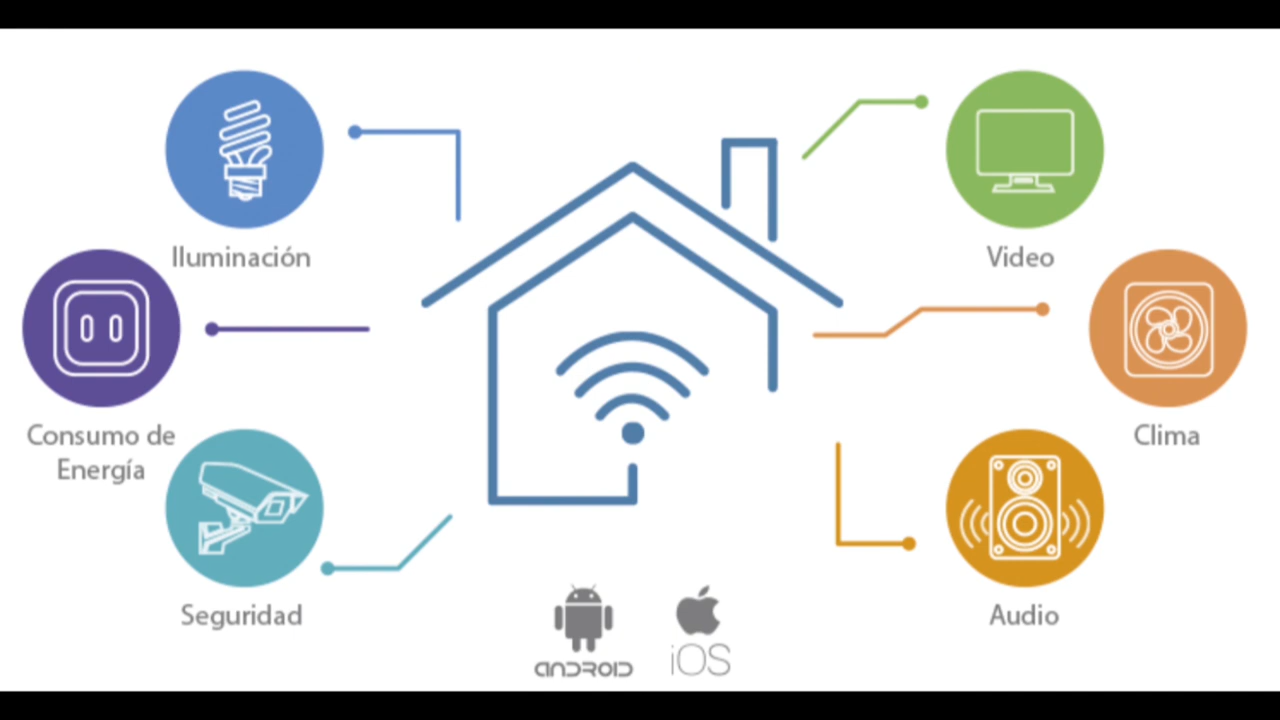 Iluminación
Video
Consumo de
Energía
Clima
Seguridad
Audio
ANDROID
iOS